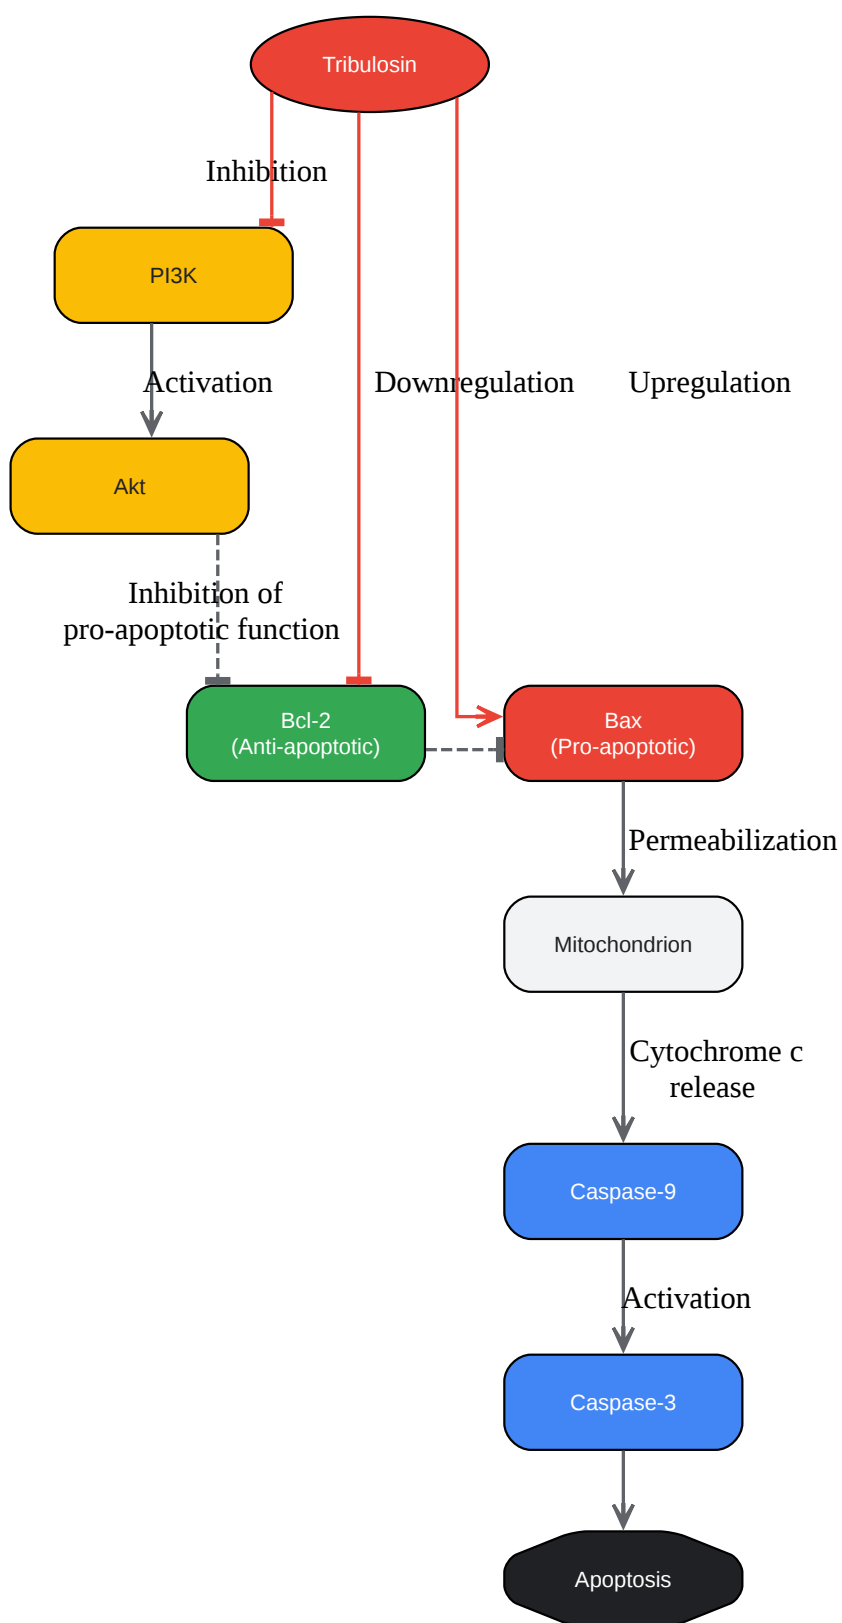 Tribulosin
Inhibition
PI3K
Activation
Downregulation
Upregulation
Akt
Inhibition of
pro-apoptotic function
Bcl-2
(Anti-apoptotic)
Bax
(Pro-apoptotic)
Permeabilization
Mitochondrion
Cytochrome c
release
Caspase-9
Activation
Caspase-3
Apoptosis